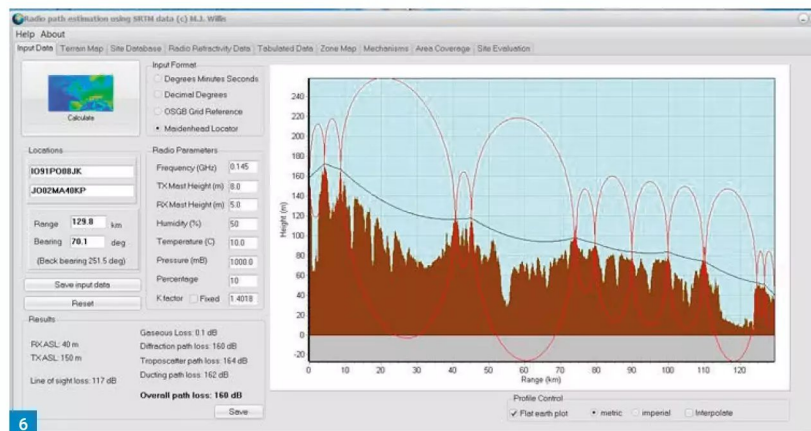 Radio path estimation using SRTM data (c) M.J. Willis
Help About
Input Data Terrain Map Site Database Radio Refractivity Data Tabulated Data Zone Map Mechanisms Area Coverage Site Evaluation
Calculate
Input Format
Degrees Minutes Seconds
Decimal Degrees
OSGB Grid Reference
Maidenhead Locator
Locations
IO91PO08JK
JO02MA40KP
Range 129.8 km
Bearing 70.1 deg
(Back bearing 251.5 deg)
Save input data
Reset
Radio Parameters
Frequency (GHz) 0.145
TX Mast Height (m) 8.0
RX Mast Height (m) 5.0
Humidity (%) 50
Temperature (C) 10.0
Pressure (mB) 1000.0
Percentage 10
K factor Fixed 1.4018
Results
RX ASL: 40 m
TX ASL: 150 m
Line of sight loss: 117 dB
Gaseous Loss: 0.1 dB
Diffraction path loss: 160 dB
Troposcatter path loss: 164 dB
Ducting path loss: 162 dB
Overall path loss: 160 dB
Save
Height (m)
240
220
200
180
160
140
120
100
80
60
40
20
0
-20
0 10 20 30 40 50 60 70 80 90 100 110 120
Range (km)
Profile Control
Flat earth plot metric imperial Interpolate
6